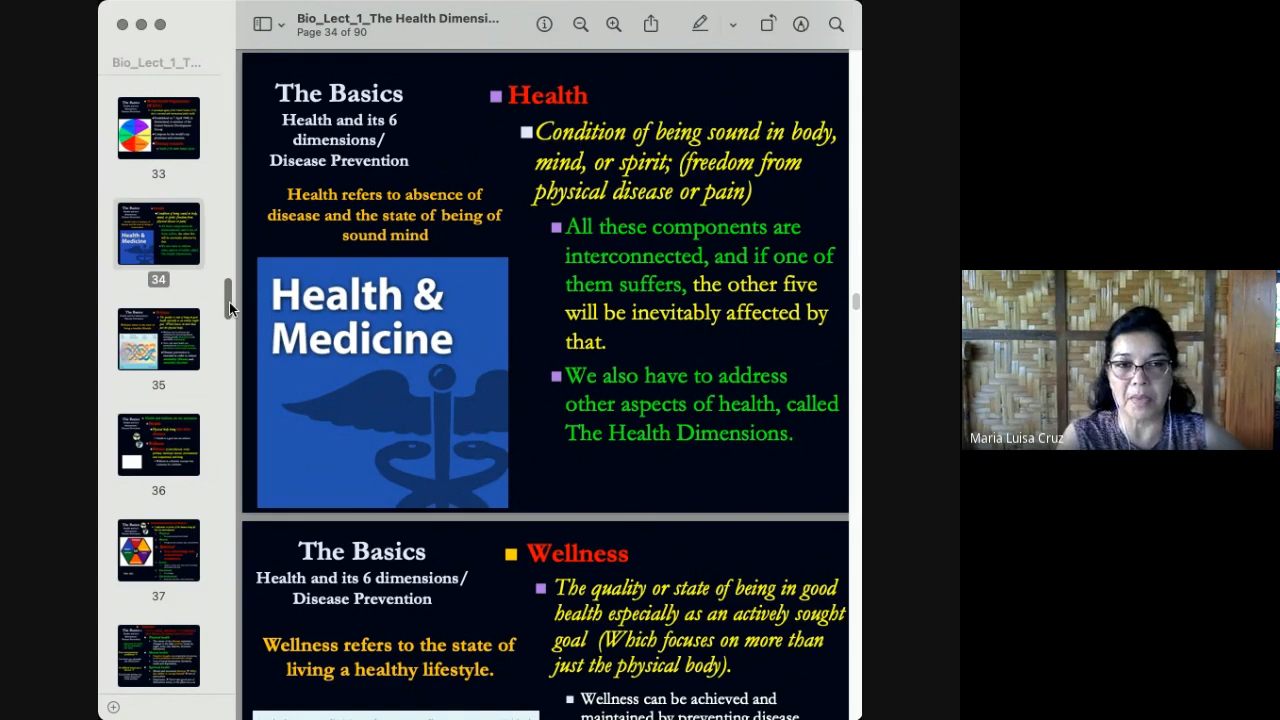 Bio_Lect_1_The Health Dimensi...
Page 34 of 90
Bio_Lect_1_T...
33
34
35
36
37
The Basics
Health and its 6
dimensions/
Disease Prevention
Health refers to absence of
disease and the state of being of
sound mind
Health &
Medicine
Health
Condition of being sound in body,
mind, or spirit; (freedom from
physical disease or pain)
All these components are
interconnected, and if one of
them suffers, the other five
will be inevitably affected by
that.
We also have to address
other aspects of health, called
The Health Dimensions.
The Basics
Health and its 6 dimensions/
Disease Prevention
Wellness refers to the state of
living a healthy lifestyle.
Wellness
The quality or state of being in good
health especially as an actively sought
goal (Which focuses on more than
just the physical body).
Wellness can be achieved and
maintained by preventing disease
Maria Luisa Cruz